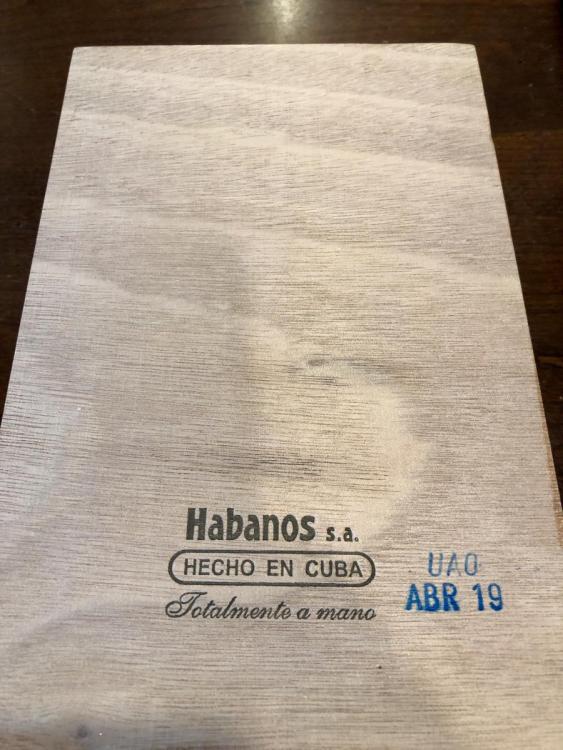 Habanos s.a.
HECHO EN CUBA
Totalmente a mano
UAO
ABR 19